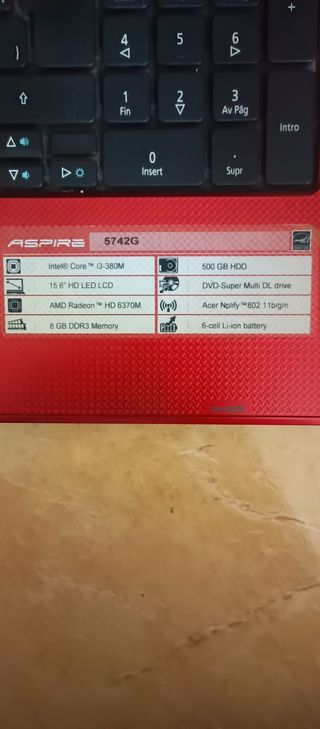 +
}
4
5
6
1
Fin
2
3
Av Pág
Intro
0
Insert
.
Supr
ASPIRE 5742G
Intel® Core™ i3-380M
500 GB HDD
15.6" HD LED LCD
DVD-Super Multi DL drive
AMD Radeon™ HD 6370M
Acer Nplify™802.11b/g/n
8 GB DDR3 Memory
6-cell Li-ion battery